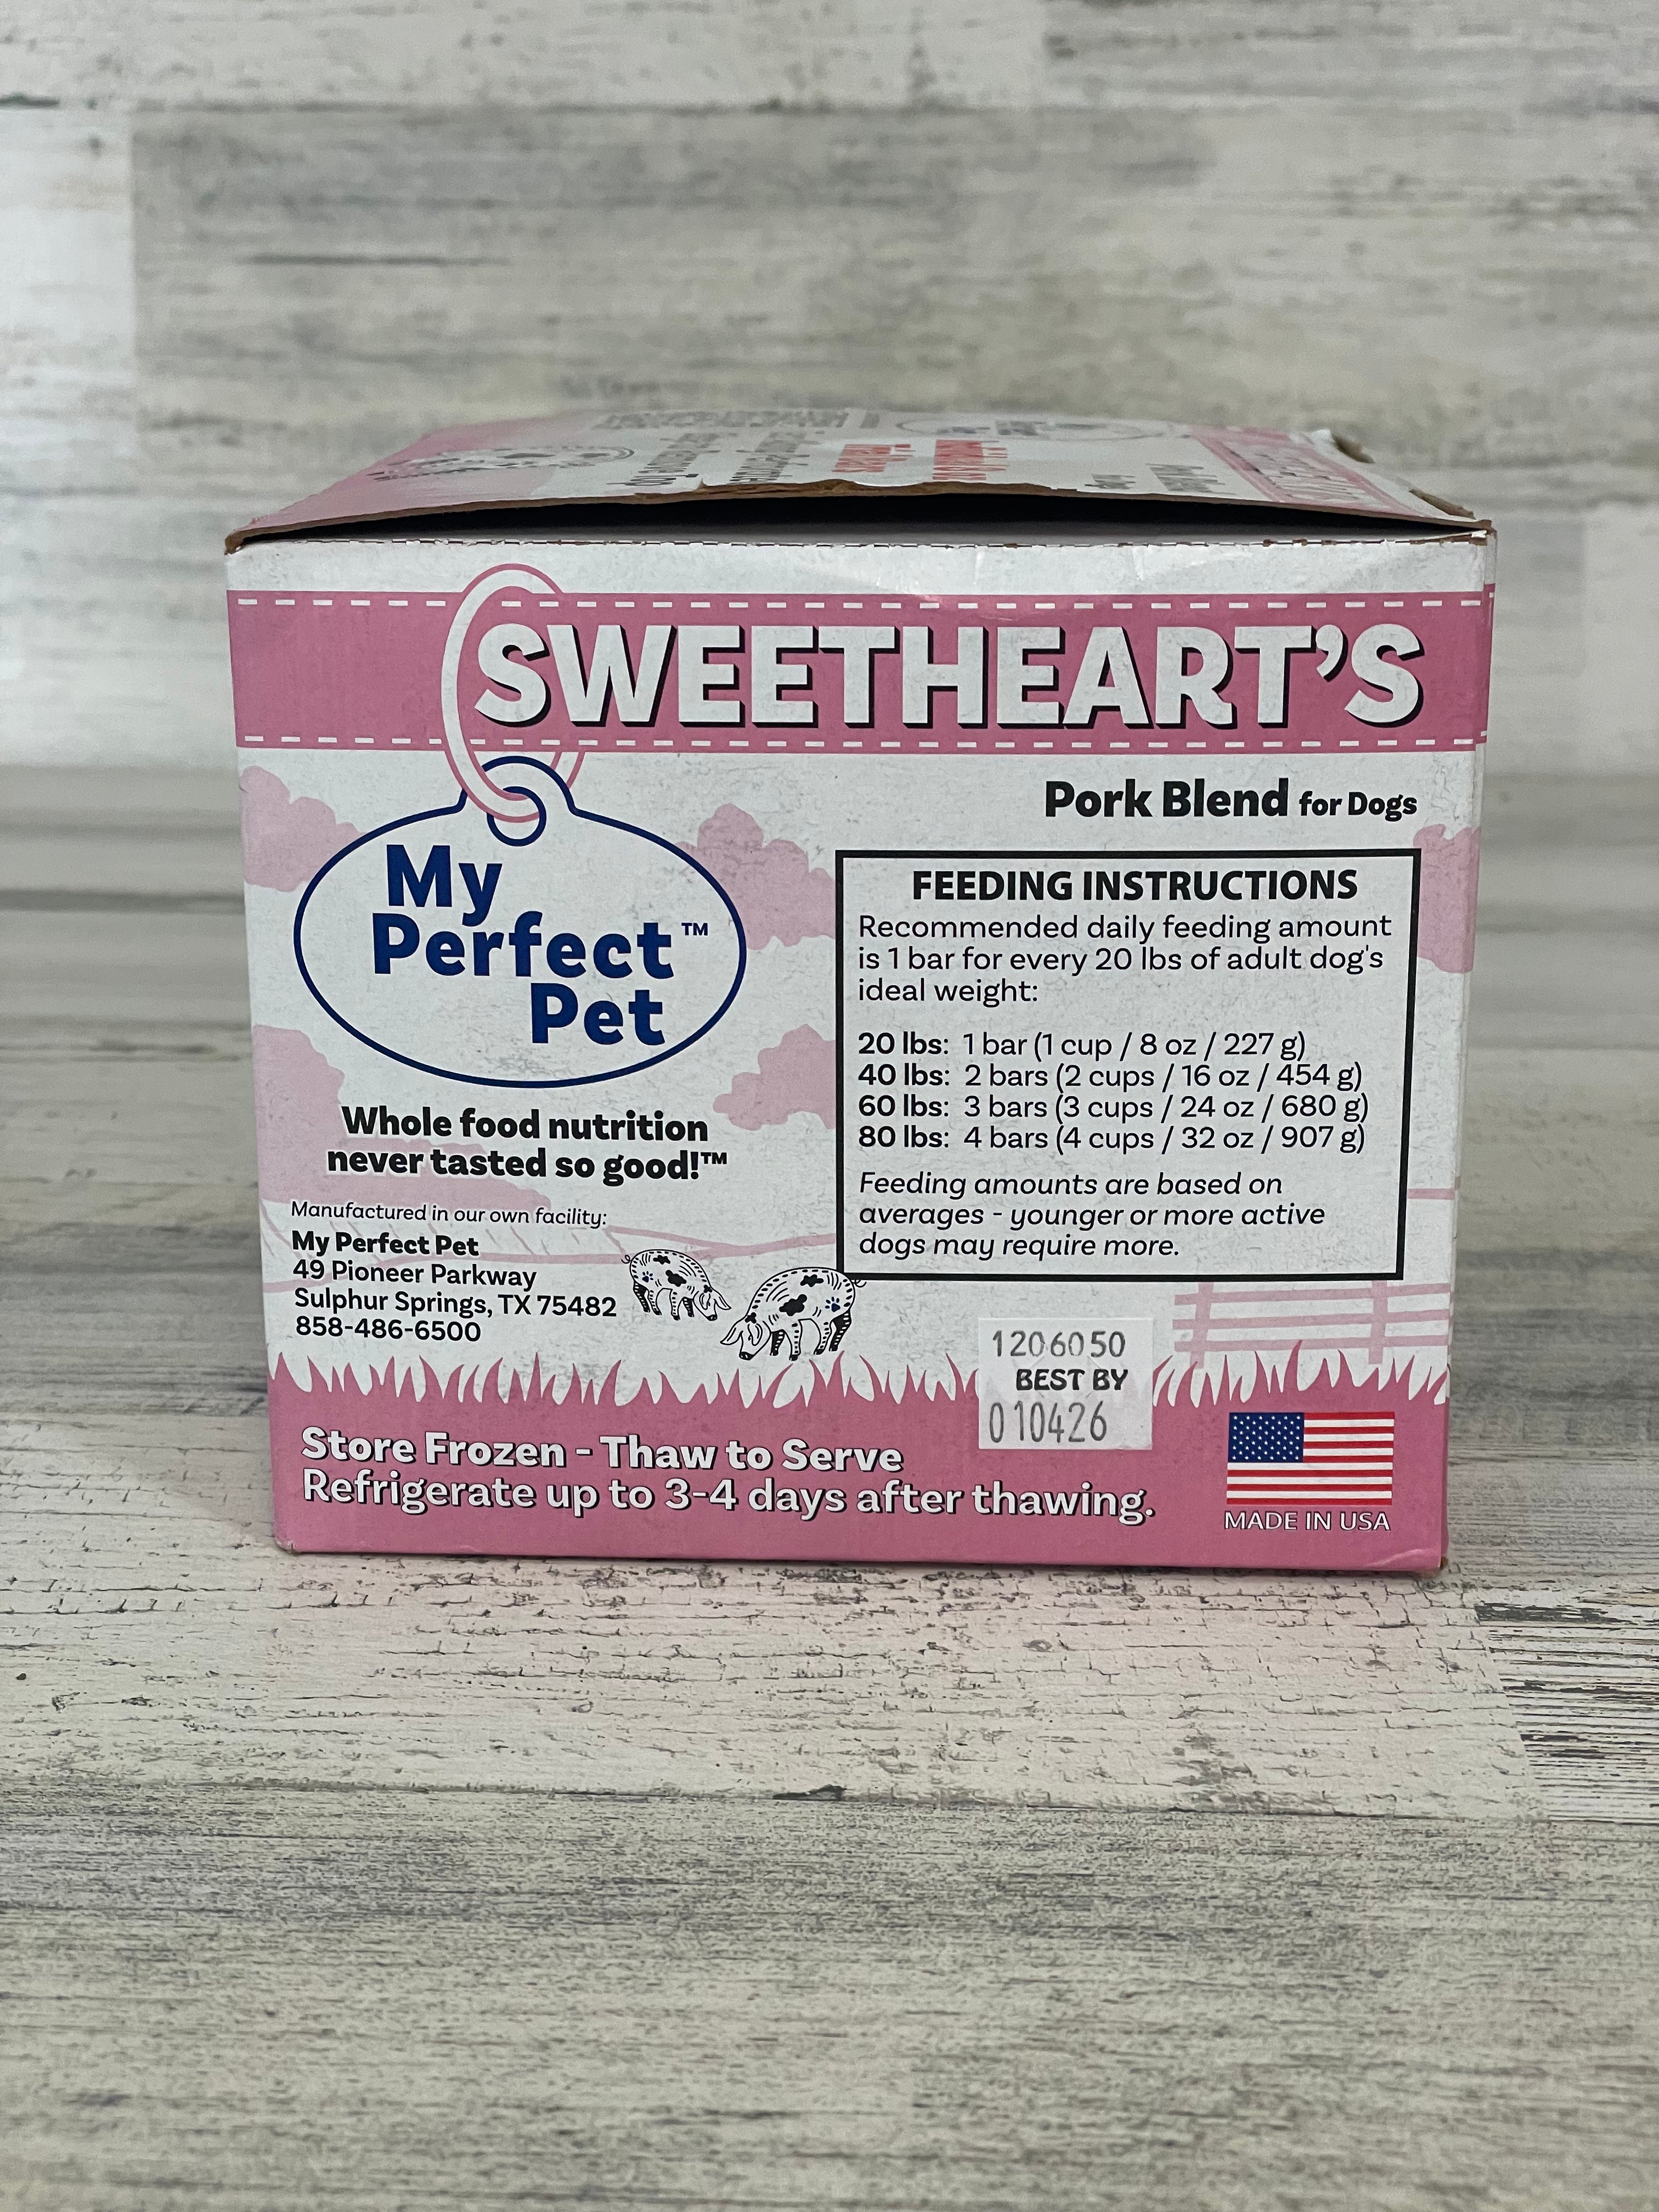 SWEETHEART'S
Pork Blend for Dogs
My
Perfect™
Pet
Whole food nutrition
never tasted so good!™
Manufactured in our own facility:
My Perfect Pet
49 Pioneer Parkway
Sulphur Springs, TX 75482
858-486-6500
FEEDING INSTRUCTIONS
Recommended daily feeding amount
is 1 bar for every 20 lbs of adult dog's
ideal weight:
20 lbs: 1 bar (1 cup / 8 oz / 227 g)
40 lbs: 2 bars (2 cups / 16 oz / 454 g)
60 lbs: 3 bars (3 cups / 24 oz / 680 g)
80 lbs: 4 bars (4 cups / 32 oz / 907 g)
Feeding amounts are based on
averages - younger or more active
dogs may require more.
1206050
BEST BY
010426
Store Frozen - Thaw to Serve
Refrigerate up to 3-4 days after thawing.
MADE IN USA